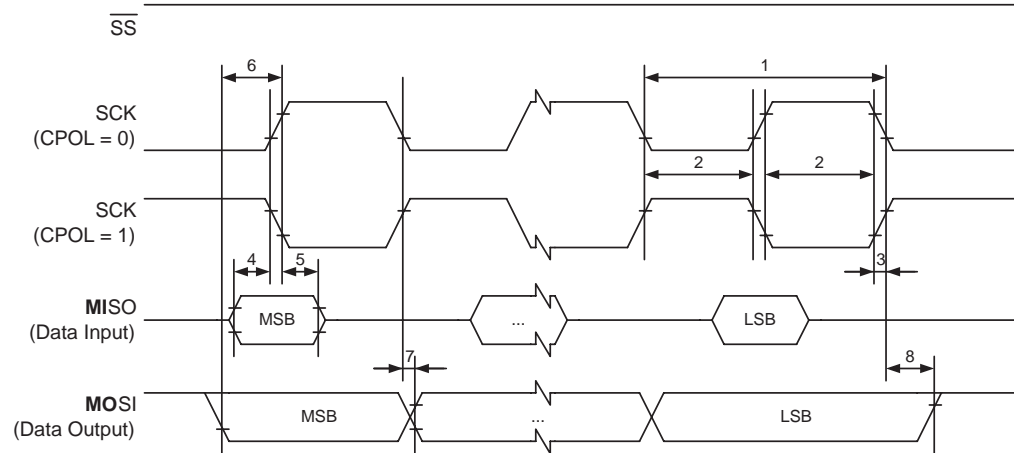 SS
6
1
SCK
(CPOL = 0)
2
2
SCK
(CPOL = 1)
4
5
3
MISO
(Data Input)
MSB
...
LSB
7
8
MOSI
(Data Output)
MSB
...
LSB